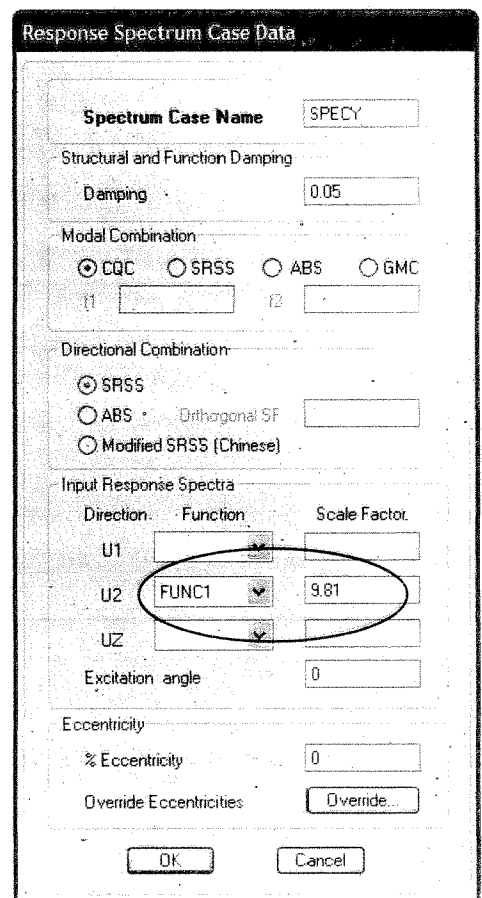 Response Spectrum Case Data
Spectrum Case Name SPECY
Structural and Function Damping
Damping 0.05
Modal Combination
CQC SRSS ABS GMC
f1 f2
Directional Combination
SRSS
ABS Orthogonal SF
Modified SRSS (Chinese)
Input Response Spectra
Direction Function Scale Factor
U1
U2 FUNC1 9.81
UZ
Excitation angle 0
Eccentricity
% Eccentricity 0
Override Eccentricities Override...
OK Cancel